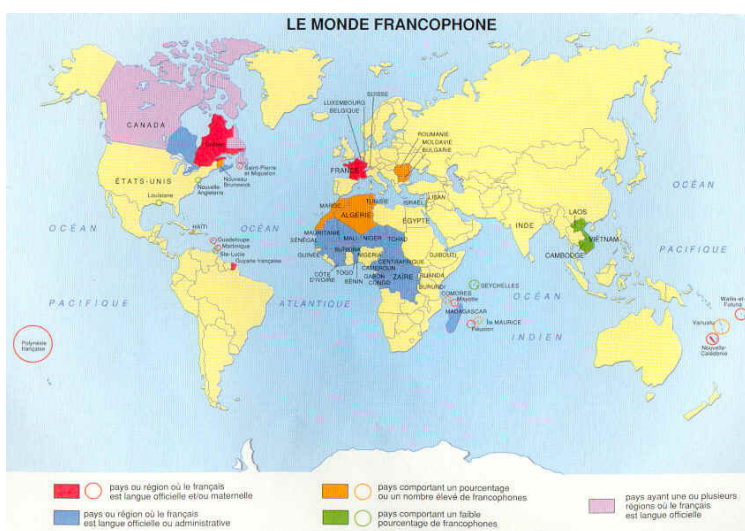 LE MONDE FRANCOPHONE
SUISSE
LUXEMBOURG
BELGIQUE
ROUMANIE
MOLDAVIE
BULGARIE
CANADA
Québec
FRANCE
Saint-Pierre
et Miquelon
Nouveau
Brunswick
ÉTATS-UNIS
Nouvelle
Angleterre
Louisiane
OCÉAN
MAROC
TUNISIE
LIBAN
ISRAËL
ALGÉRIE
ÉGYPTE
LAOS
INDE
HAÏTI
OCÉAN
OCÉAN
Guadeloupe
Martinique
Ste-Lucie
Guyane française
MAURITANIE
SÉNÉGAL
MALI
NIGER
TCHAD
BURKINA
GUINÉE
NIGERIA
DJIBOUTI
CENTRAFRIQUE
CÔTE
D'IVOIRE
TOGO
BÉNIN
CAMEROUN
GABON
CONGO
ZAÏRE
RUANDA
BURUNDI
SEYCHELLES
VIÊTNAM
CAMBODGE
PACIFIQUE
PACIFIQUE
ATLANTIQUE
COMORES
Mayotte
OCÉAN
MADAGASCAR
Île MAURICE
Réunion
INDIEN
Wallis-et
Futuna
Vanuatu
Nouvelle-
Calédonie
Polynésie
française
pays ou région où le français
est langue officielle et/ou maternelle
pays ou région où le français
est langue officielle ou administrative
pays comportant un pourcentage
ou un nombre élevé de francophones
pays comportant un faible
pourcentage de francophones
pays ayant une ou plusieurs
régions où le français
est langue officielle